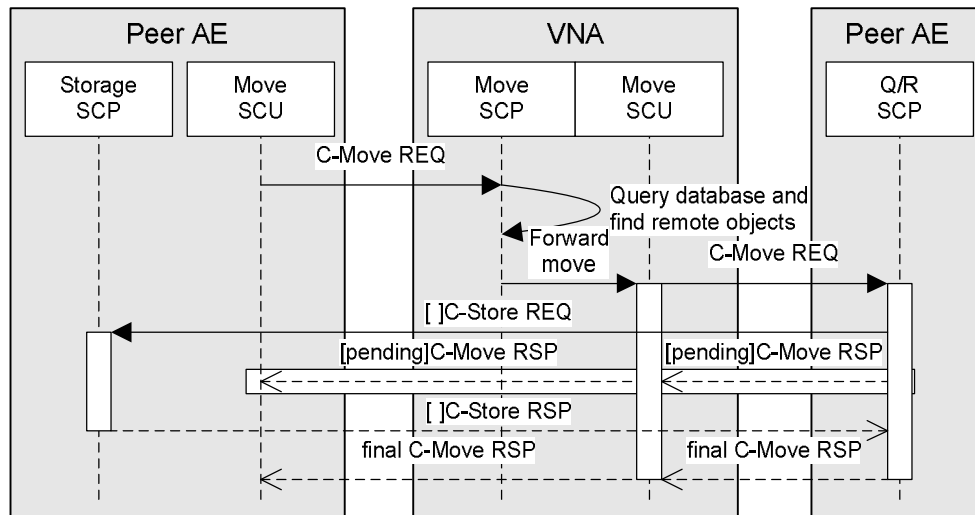 Peer AE
VNA
Peer AE
Storage
SCP
Move
SCU
Move
SCP
Move
SCU
Q/R
SCP
C-Move REQ
Query database and
find remote objects
Forward
move
C-Move REQ
[ ]C-Store REQ
[pending]C-Move RSP
[pending]C-Move RSP
[ ]C-Store RSP
final C-Move RSP
final C-Move RSP